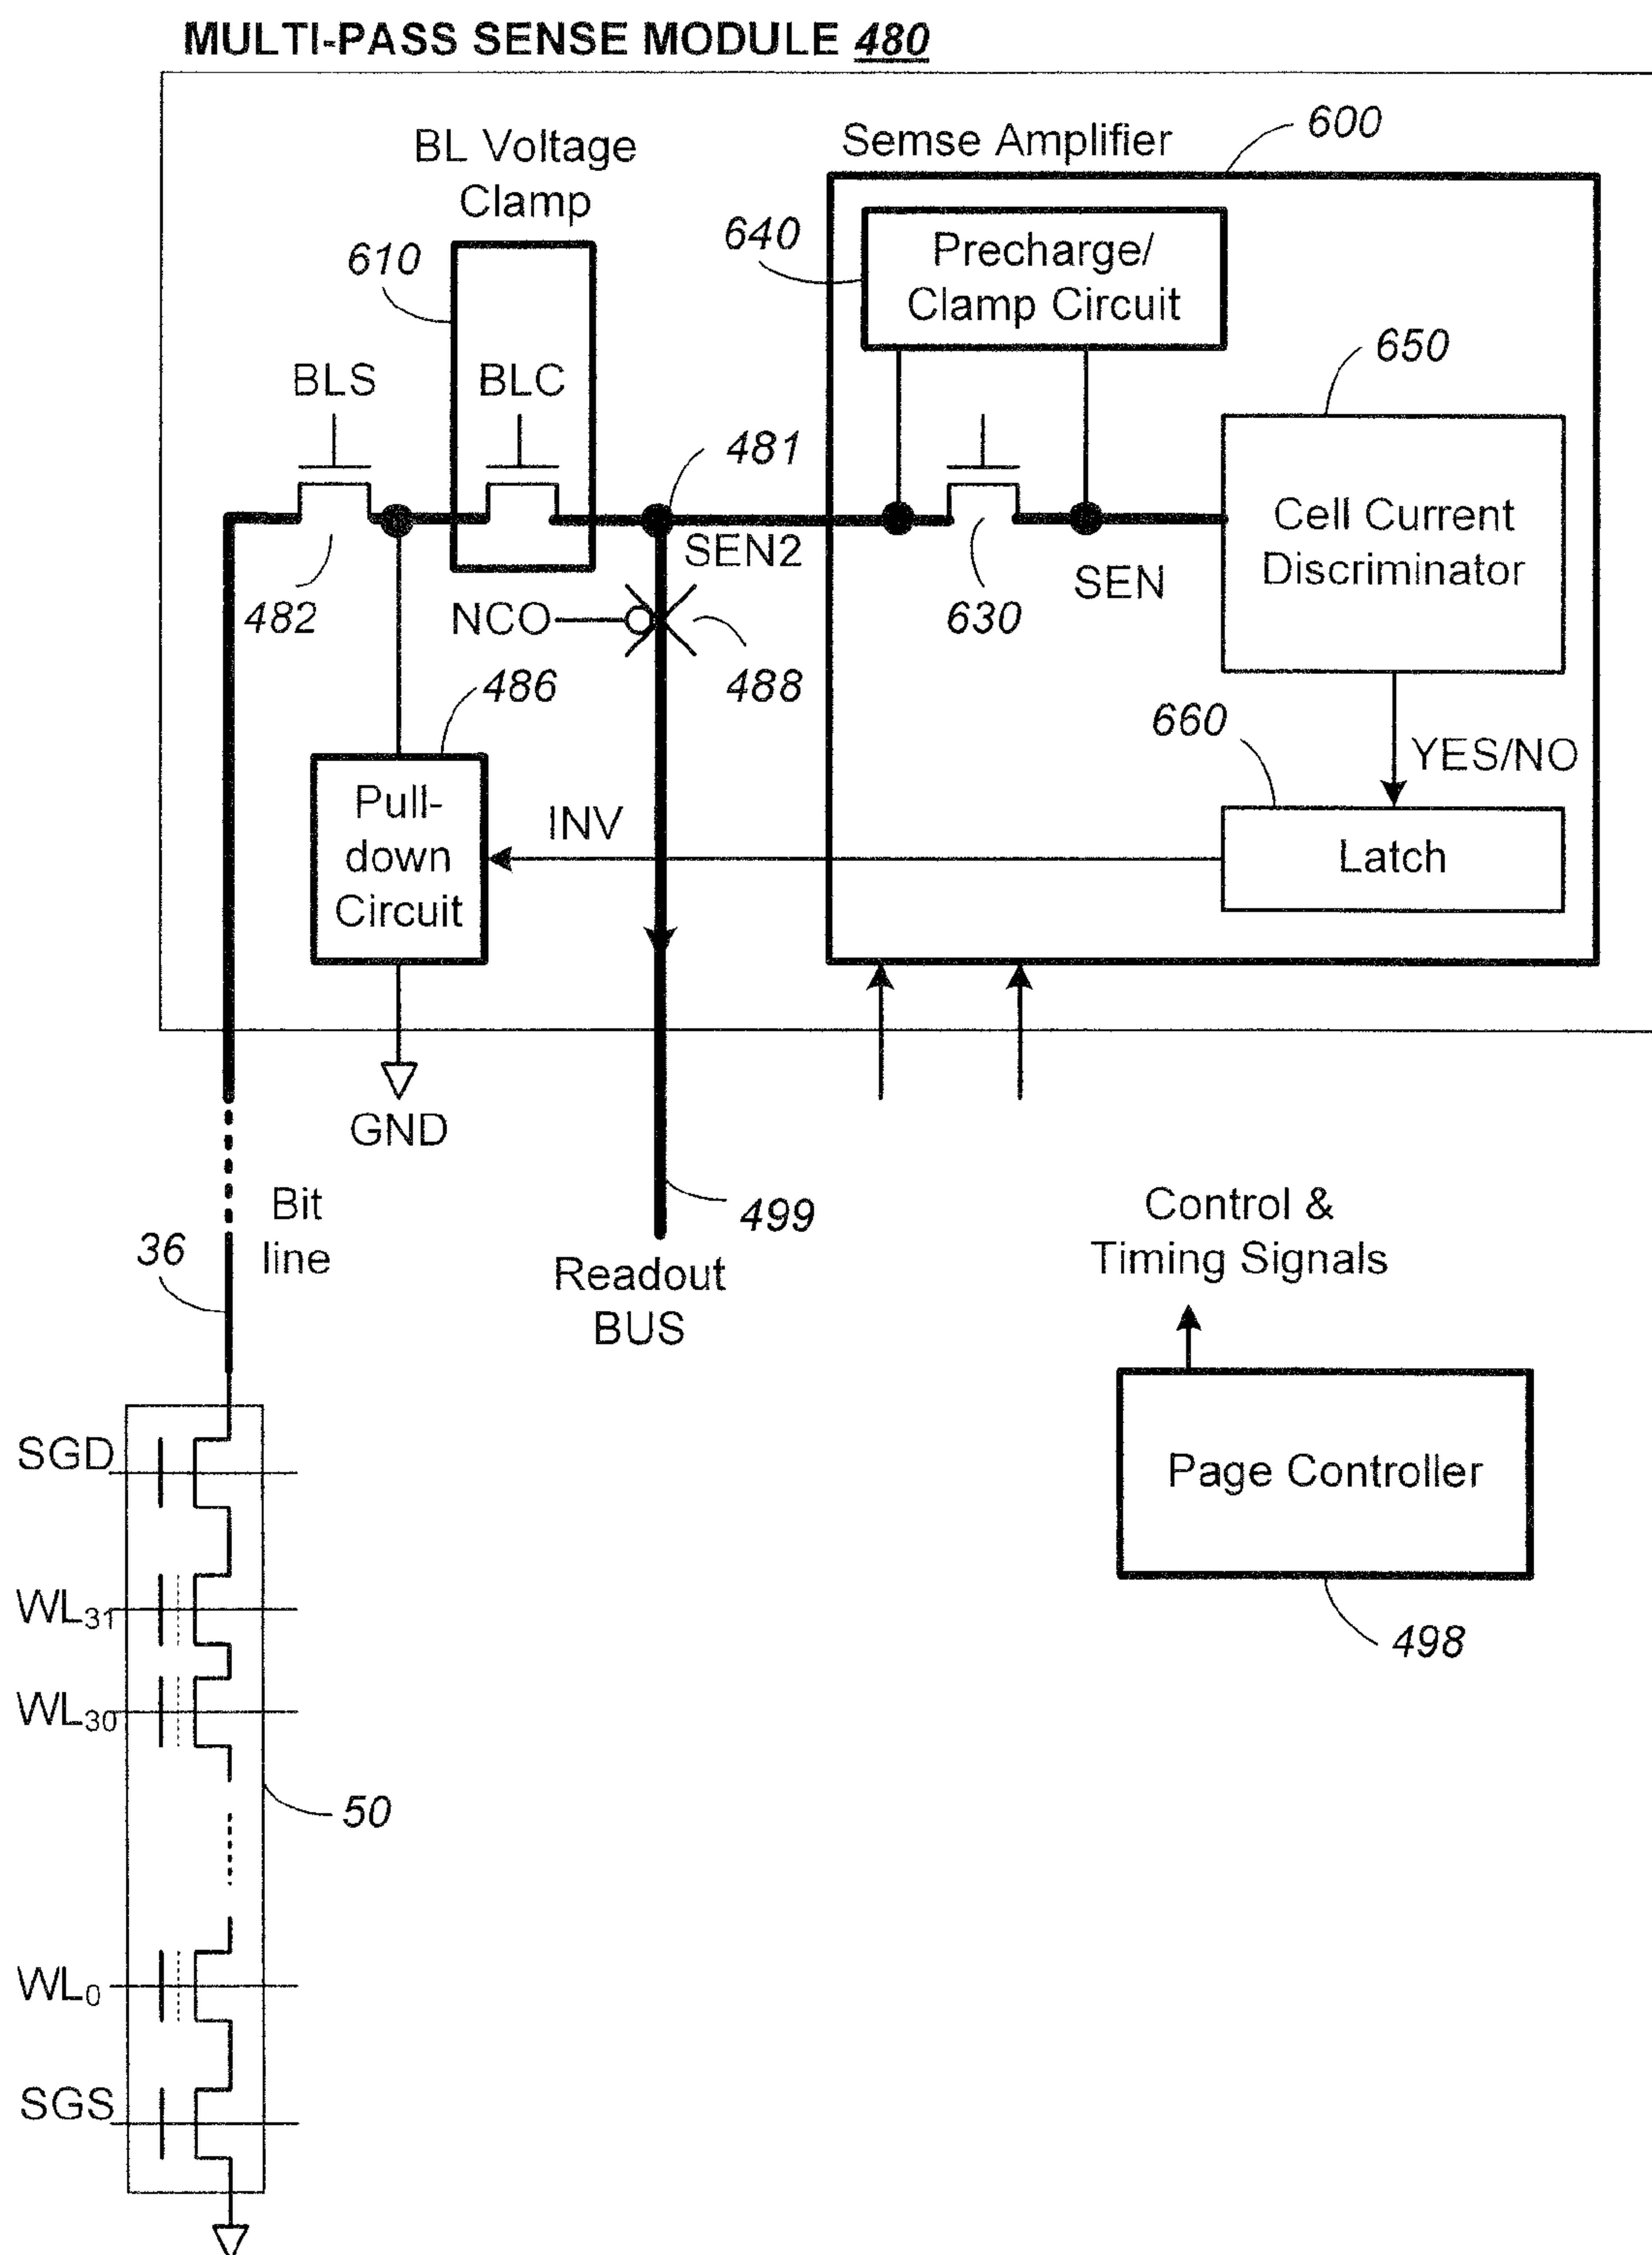 MULTI-PASS SENSE MODULE 480
BL Voltage
Clamp
Semse Amplifier
600
610
640
Precharge/
Clamp Circuit
650
BLS
BLC
481
Cell Current
Discriminator
SEN2
SEN
482
NCO
630
486
488
660
YES/NO
Pull-
down
Circuit
INV
Latch
GND
Bit
line
36
499
Readout
BUS
Control &
Timing Signals
Page Controller
498
SGD
WL31
WL30
50
WL0
SGS